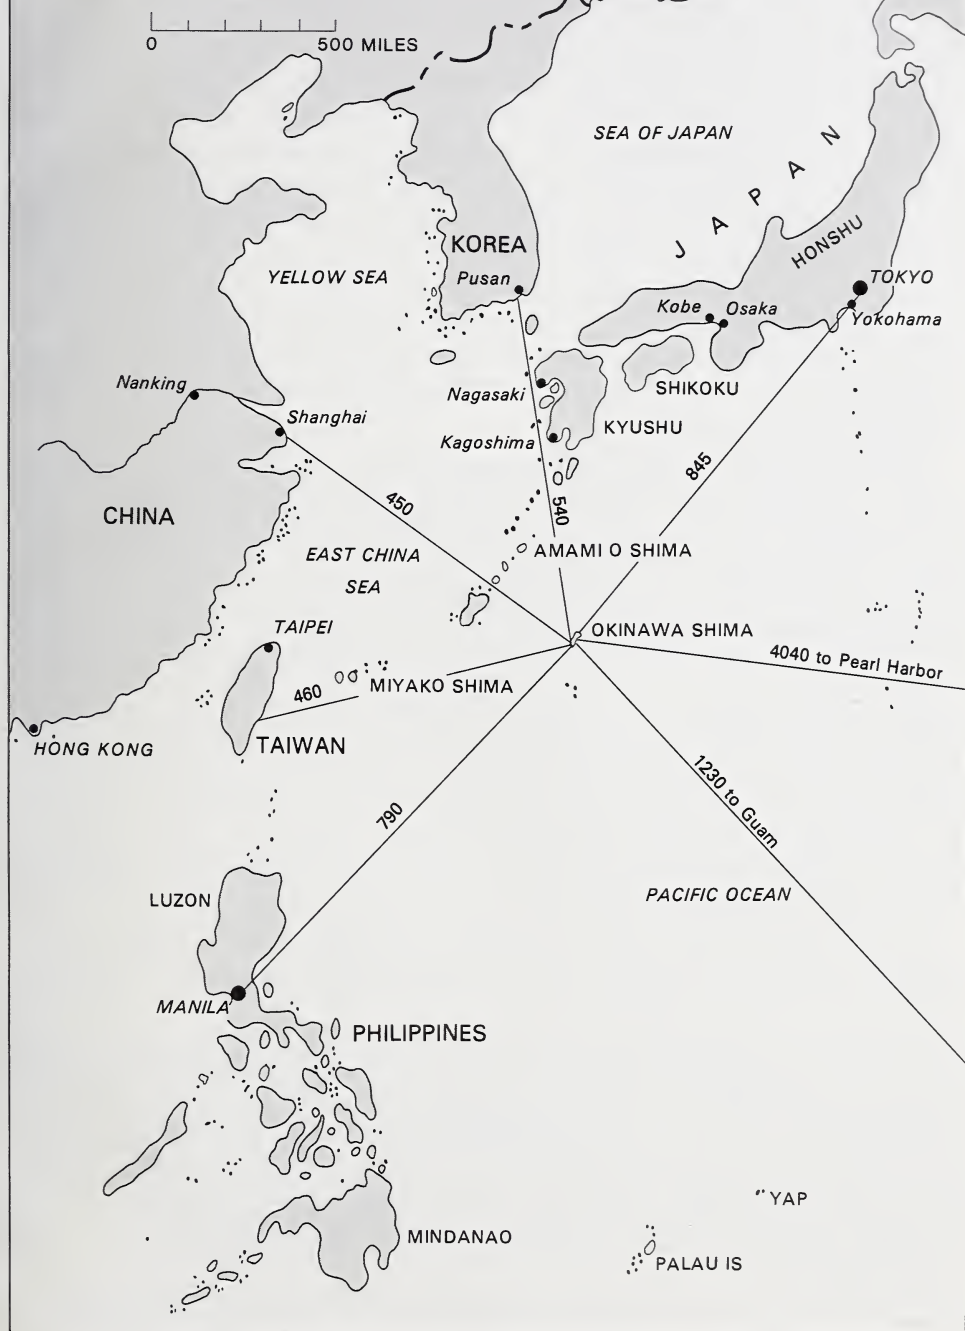 0 500 MILES
SEA OF JAPAN
JAPAN
HONSHU
KOREA
Pusan
YELLOW SEA
TOKYO
Kobe
Osaka
Yokohama
Nanking
Nagasaki
SHIKOKU
Shanghai
Kagoshima
KYUSHU
845
450
540
CHINA
EAST CHINA
SEA
AMAMI O SHIMA
TAIPEI
OKINAWA SHIMA
4040 to Pearl Harbor
460
MIYAKO SHIMA
HONG KONG
TAIWAN
790
1230 to Guam
LUZON
PACIFIC OCEAN
MANILA
PHILIPPINES
YAP
MINDANAO
PALAU IS